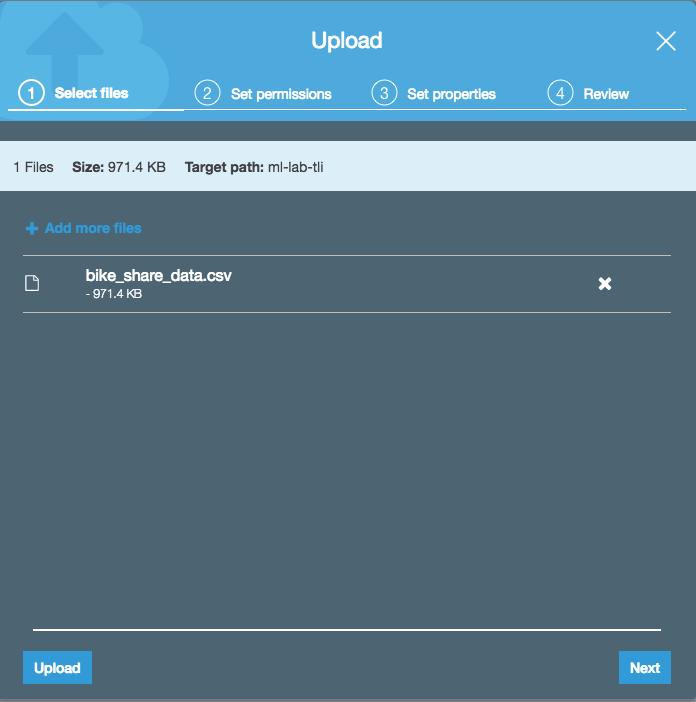 Upload
1 Select files 2 Set permissions 3 Set properties 4 Review
1 Files Size: 971.4 KB Target path: ml-lab-tli
Add more files
bike_share_data.csv
- 971.4 KB
Upload Next